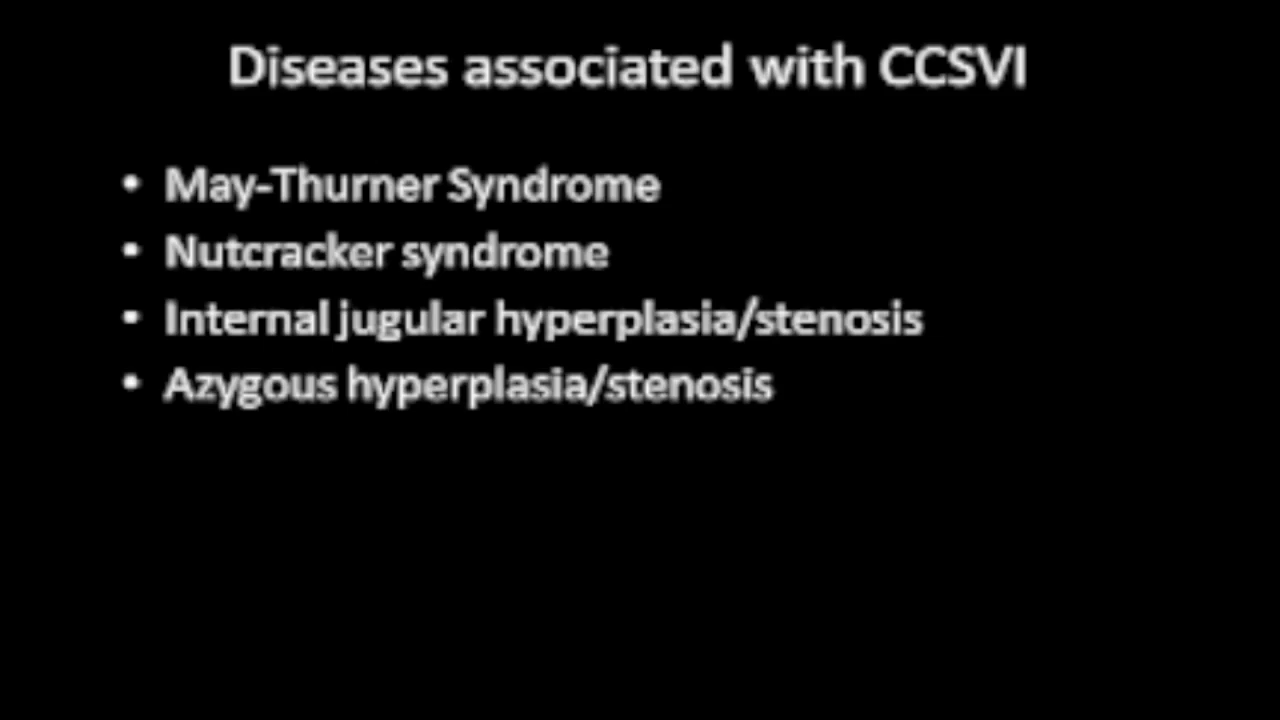 Diseases associated with CCSVI
• May-Thurner Syndrome
• Nutcracker syndrome
• Internal jugular hyperplasia/stenosis
• Azygous hyperplasia/stenosis